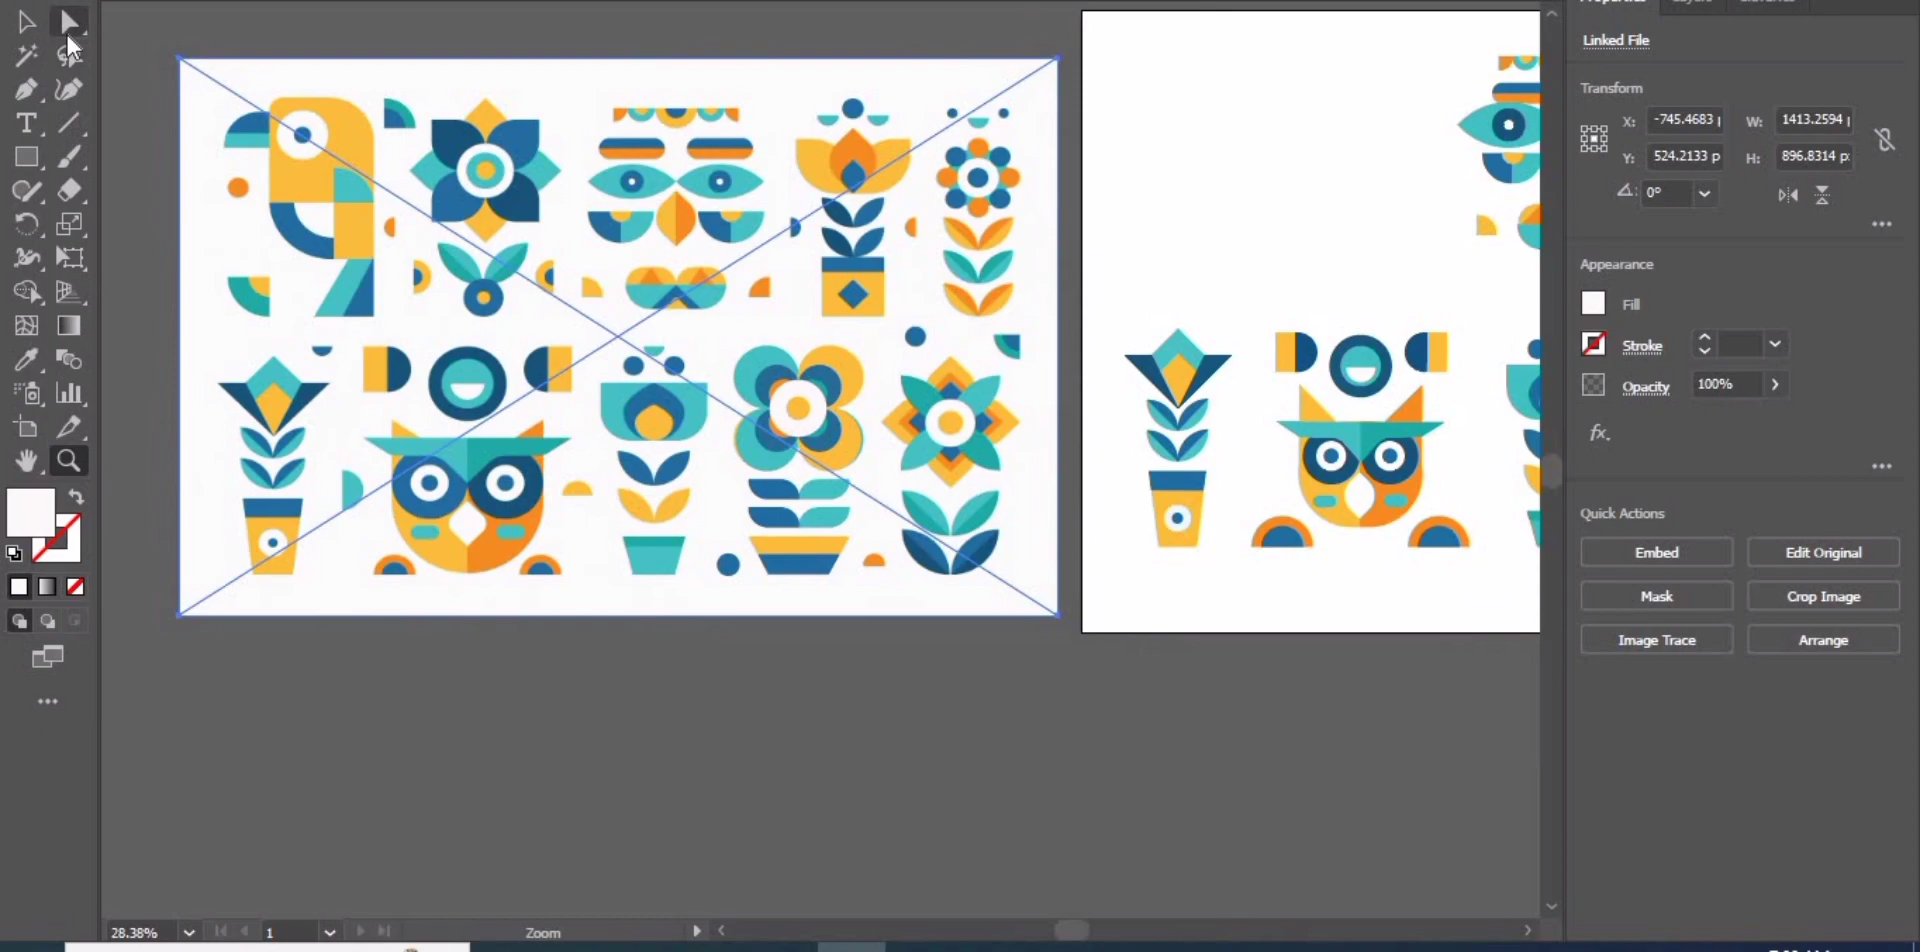 Properties
Linked File
Transform
X: -745.4683 W: 1413.2594
Y: 524.2133 p H: 896.8314 p
0°
Appearance
Fill
Stroke
Opacity 100%
fx.
Quick Actions
Embed Edit Original
Mask Crop Image
Image Trace Arrange
T
28.38% 1 Zoom